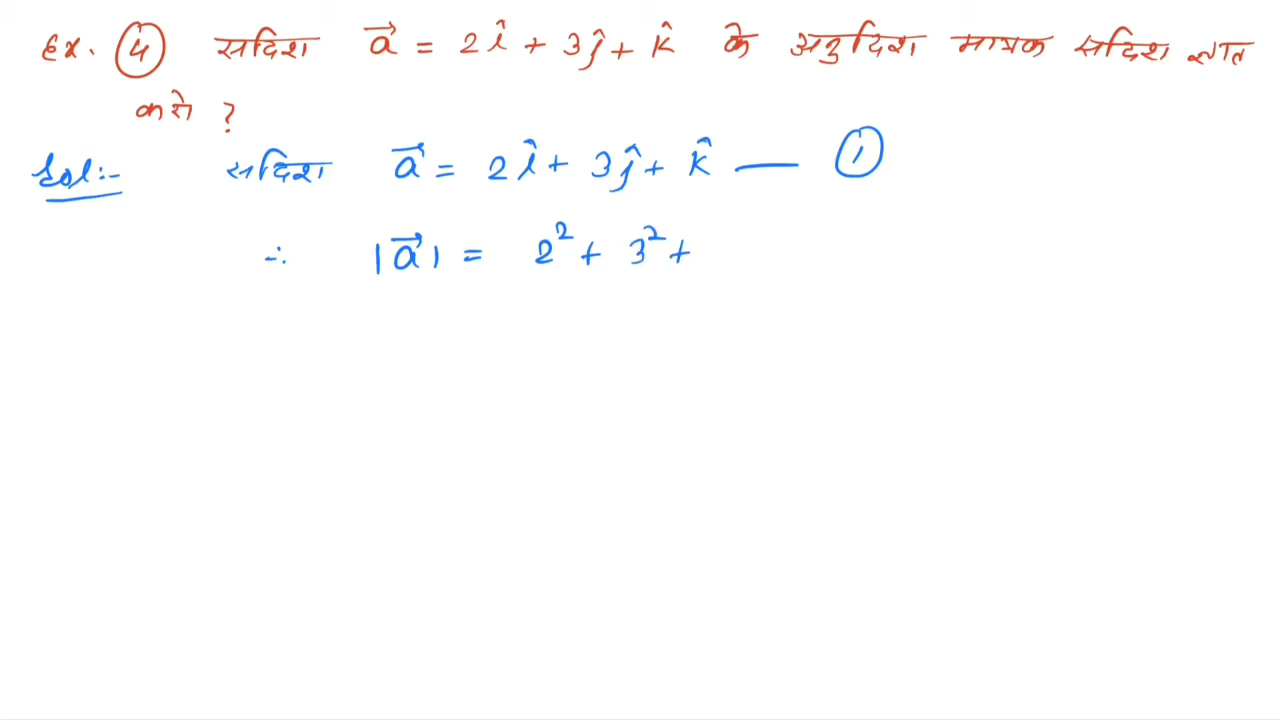 Ex. (4) सदिश a⃗ = 2î + 3ĵ + k̂ के अनुदिश मात्रक सदिश ज्ञात
करो ?
Sol:- सदिश a⃗ = 2î + 3ĵ + k̂ — (1)
∴ |a⃗| = 2² + 3² +